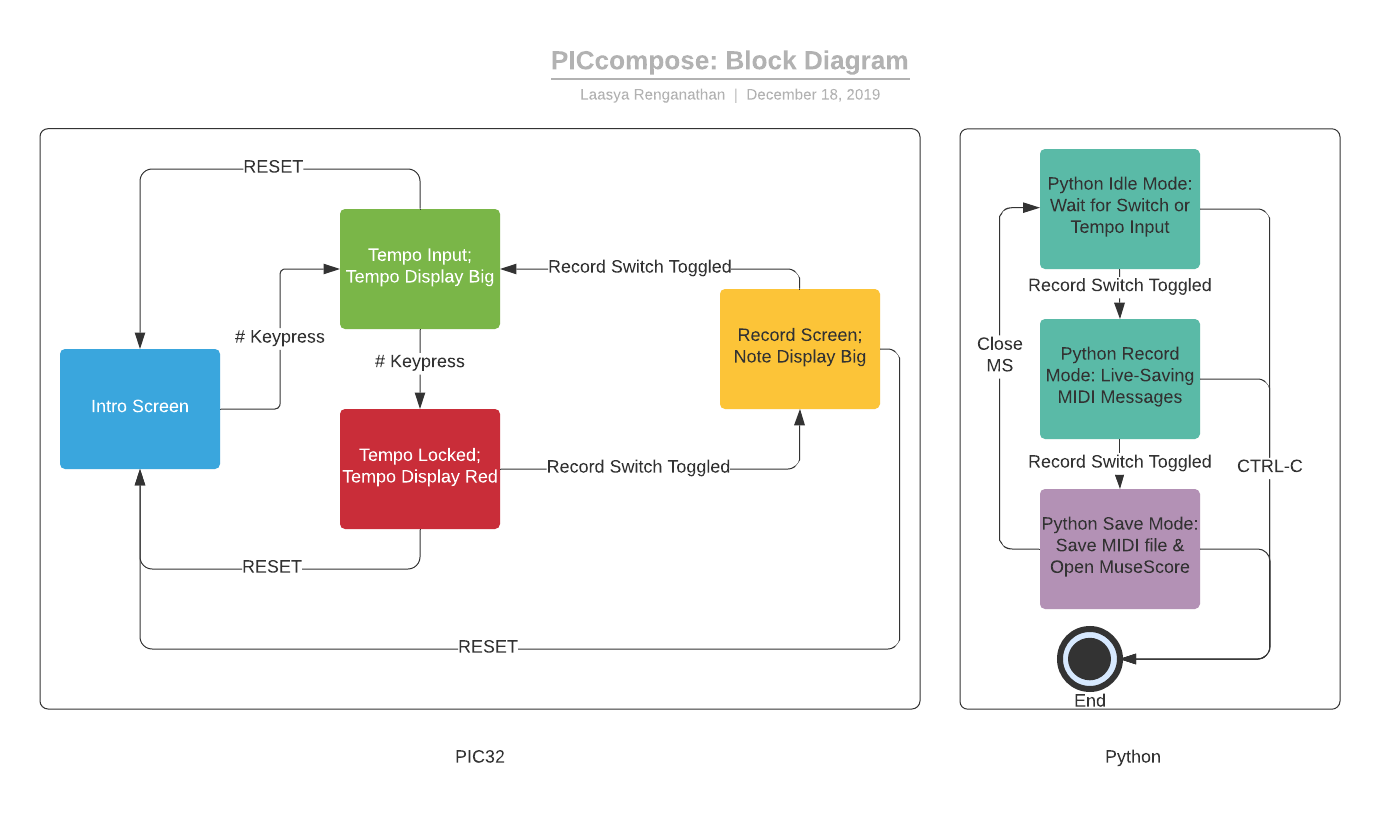 PICcompose: Block Diagram
Laasya Renganathan | December 18, 2019
RESET
Tempo Input;
Tempo Display Big
Record Switch Toggled
# Keypress
# Keypress
Record Screen;
Note Display Big
Intro Screen
Tempo Locked;
Tempo Display Red
Record Switch Toggled
RESET
RESET
PIC32
Python Idle Mode:
Wait for Switch or
Tempo Input
Record Switch Toggled
Close
MS
Python Record
Mode: Live-Saving
MIDI Messages
Record Switch Toggled
CTRL-C
Python Save Mode:
Save MIDI file &
Open MuseScore
End
Python